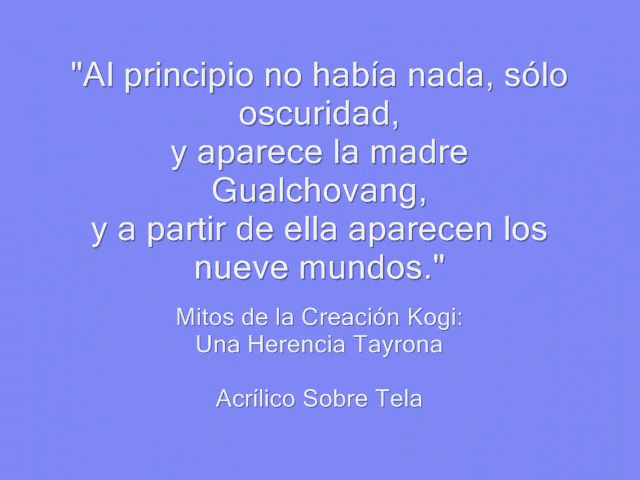 "Al principio no había nada, sólo
oscuridad,
y aparece la madre
Gualchovang,
y a partir de ella aparecen los
nueve mundos."
Mitos de la Creación Kogi:
Una Herencia Tayrona
Acrílico Sobre Tela